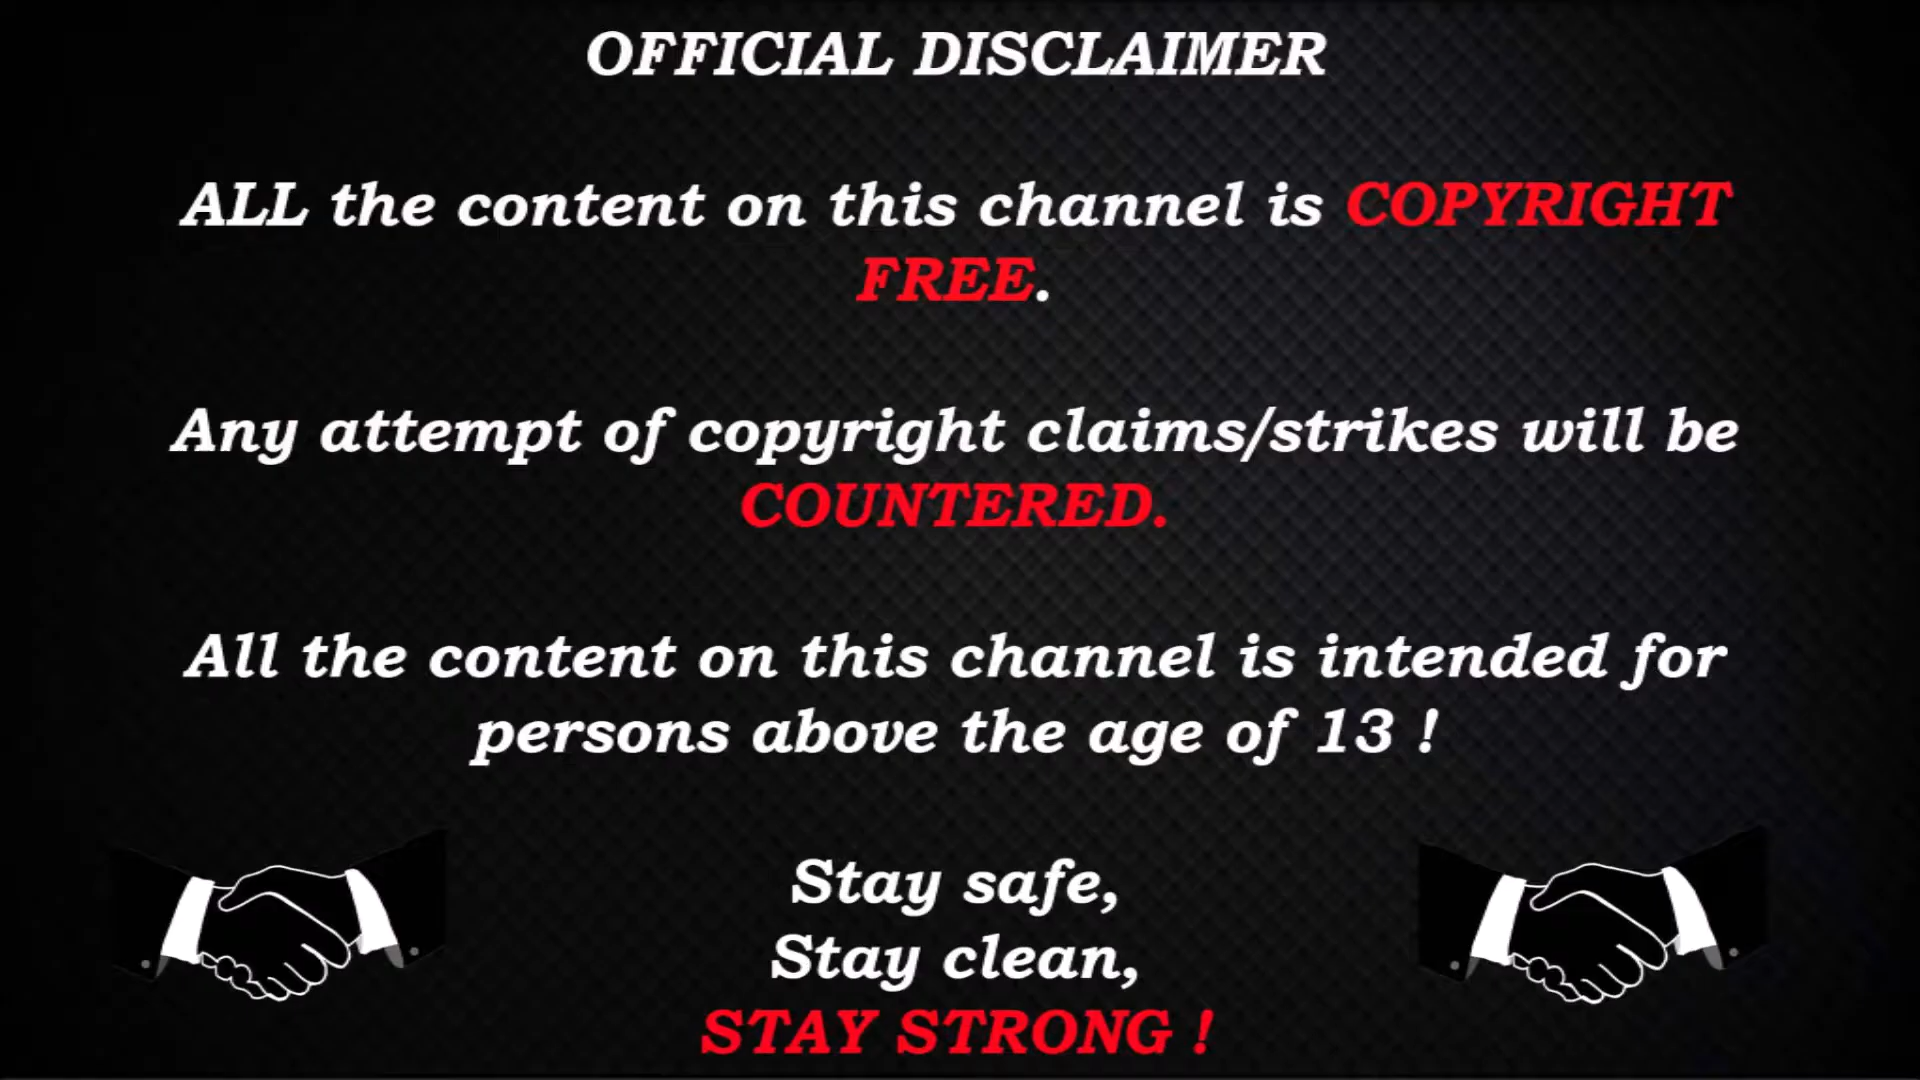 OFFICIAL DISCLAIMER
ALL the content on this channel is COPYRIGHT
FREE.
Any attempt of copyright claims/strikes will be
COUNTERED.
All the content on this channel is intended for
persons above the age of 13 !
Stay safe,
Stay clean,
STAY STRONG !